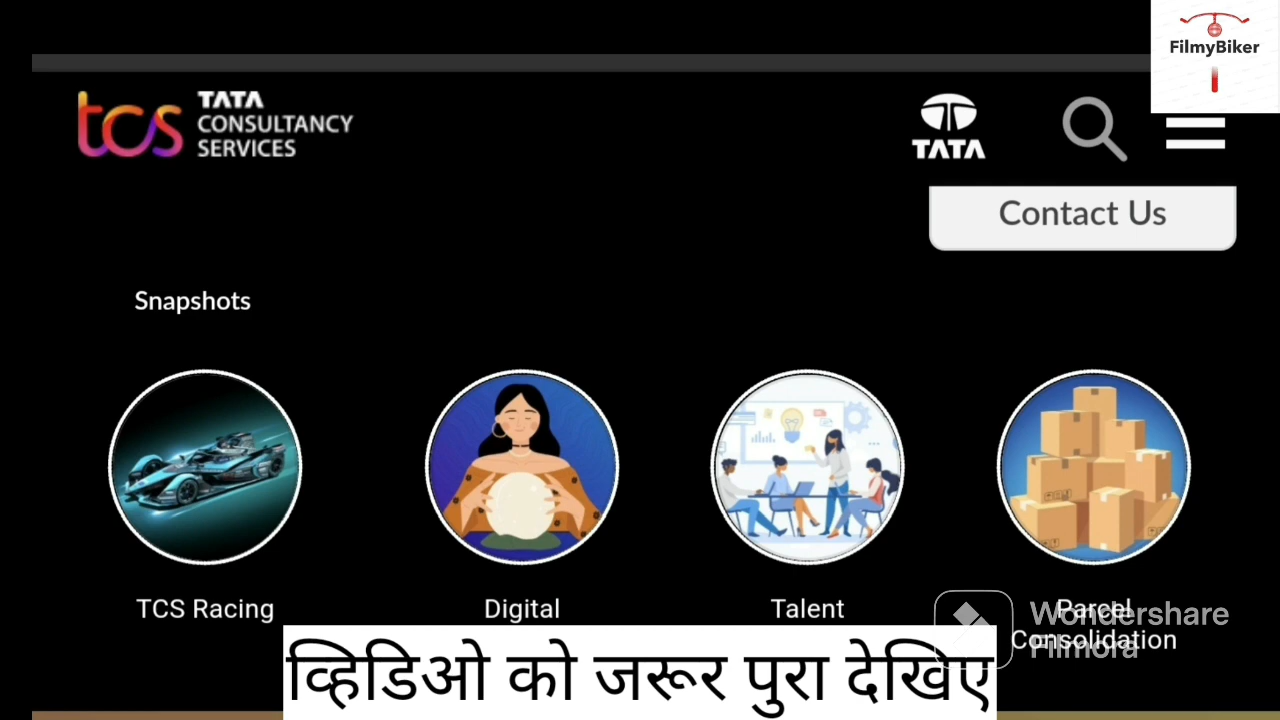 FilmyBiker
tcs TATA
CONSULTANCY
SERVICES
TATA
Contact Us
Snapshots
TCS Racing
Digital
Talent
Parcel
Consolidation
Wondershare
Filmora
व्हिडिओ को जरूर पुरा देखिए